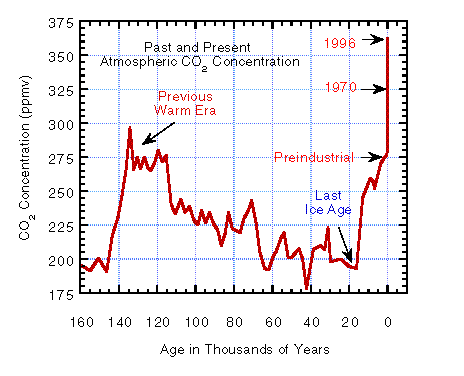 Past and Present
Atmospheric CO2 Concentration
1996
1970
Previous
Warm Era
Preindustrial
Last
Ice Age
CO2 Concentration (ppmv)
375
350
325
300
275
250
225
200
175
160 140 120 100 80 60 40 20 0
Age in Thousands of Years